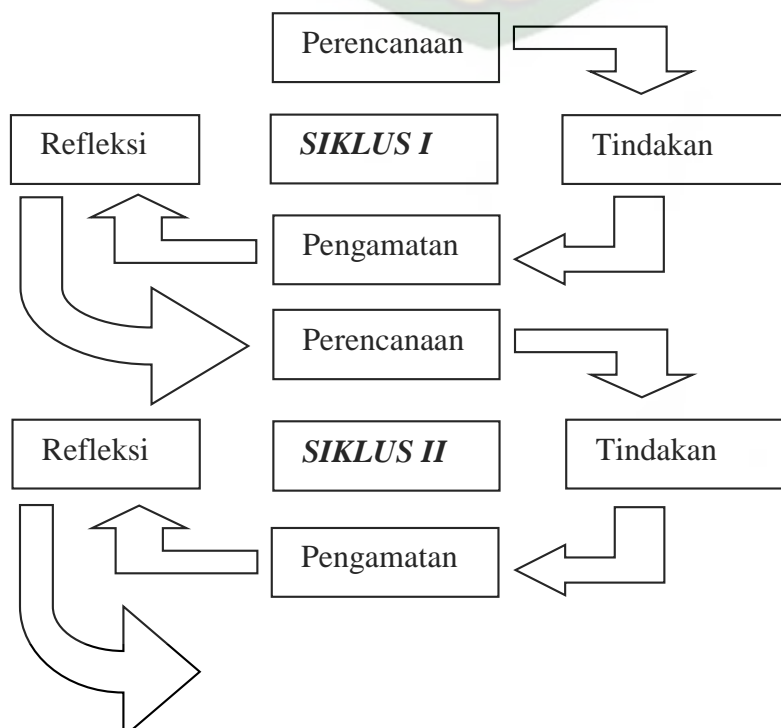 Perencanaan
Refleksi
SIKLUS I
Tindakan
Pengamatan
Perencanaan
Refleksi
SIKLUS II
Tindakan
Pengamatan